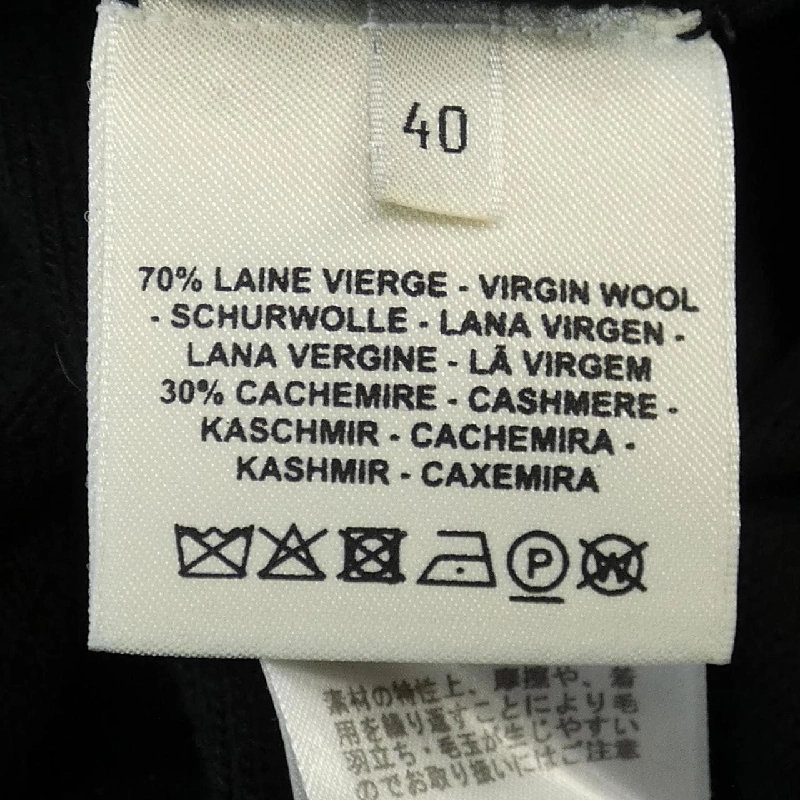 40
70% LAINE VIERGE - VIRGIN WOOL
- SCHURWOLLE - LANA VIRGEN -
LANA VERGINE - LÃ VIRGEM
30% CACHEMIRE - CASHMERE -
KASCHMIR - CACHEMIRA -
KASHMIR - CAXEMIRA
P W
素材の特性上、摩擦や、着
用を繰り返すことにより毛
羽立ち・毛玉が生じやすい
のでお取り扱いにはご注意